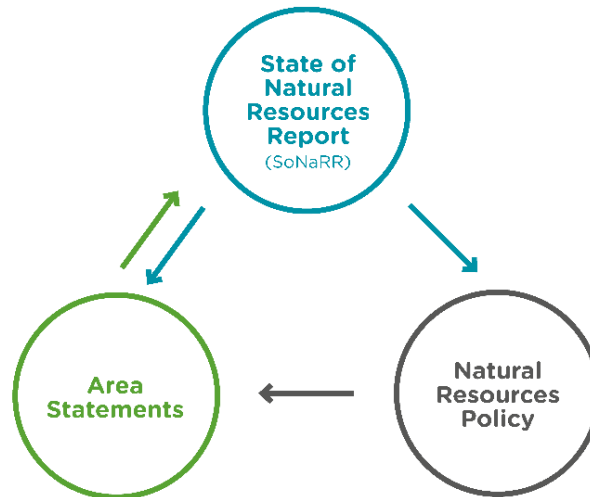 State of
Natural
Resources
Report
(SoNaRR)
Area
Statements
Natural
Resources
Policy